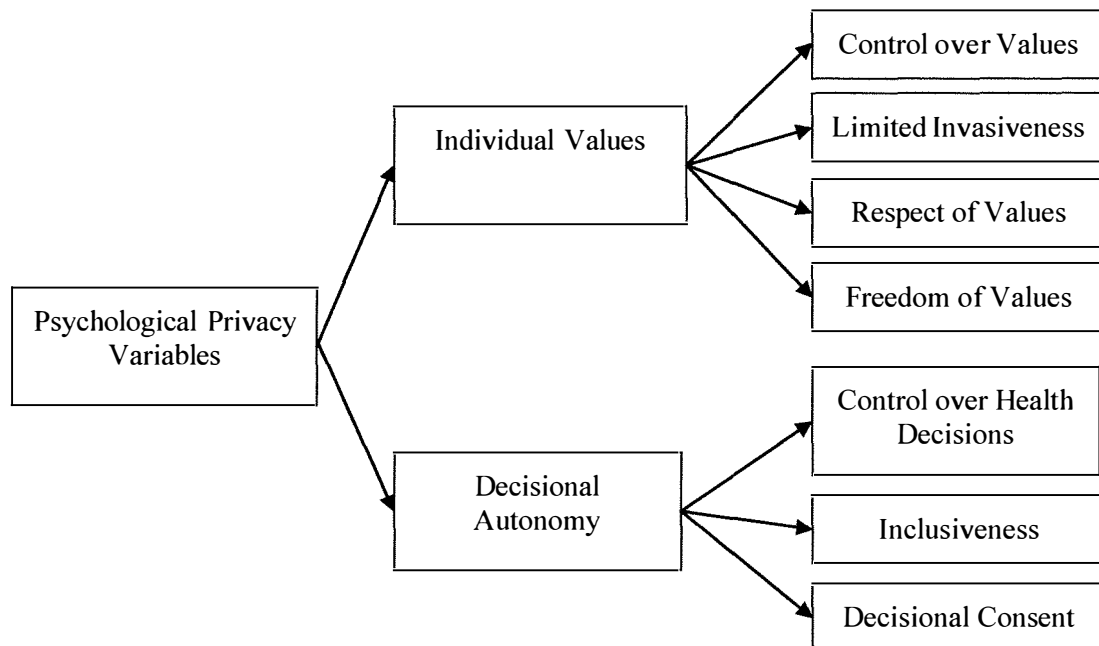 Control over Values
Individual Values
Limited Invasiveness
Respect of Values
Freedom of Values
Psychological Privacy
Variables
Control over Health
Decisions
Decisional
Autonomy
Inclusiveness
Decisional Consent